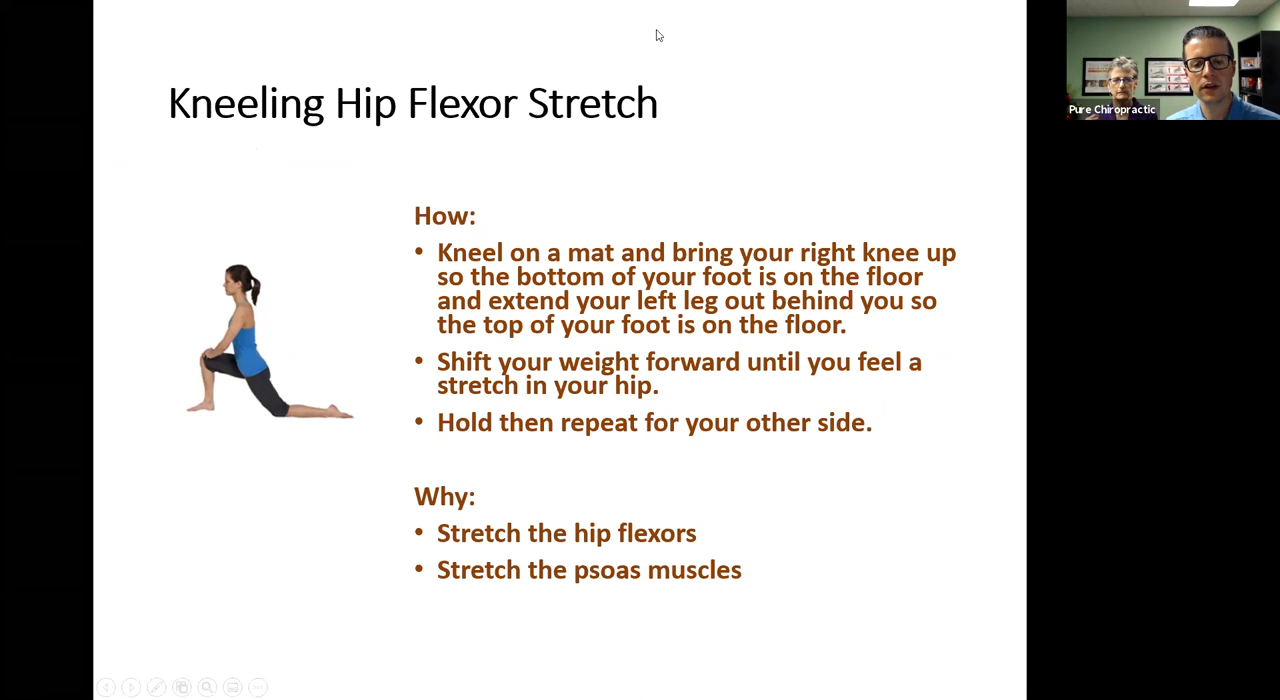 Kneeling Hip Flexor Stretch
Pure Chiropractic
How:
• Kneel on a mat and bring your right knee up
so the bottom of your foot is on the floor
and extend your left leg out behind you so
the top of your foot is on the floor.
• Shift your weight forward until you feel a
stretch in your hip.
• Hold then repeat for your other side.
Why:
• Stretch the hip flexors
• Stretch the psoas muscles